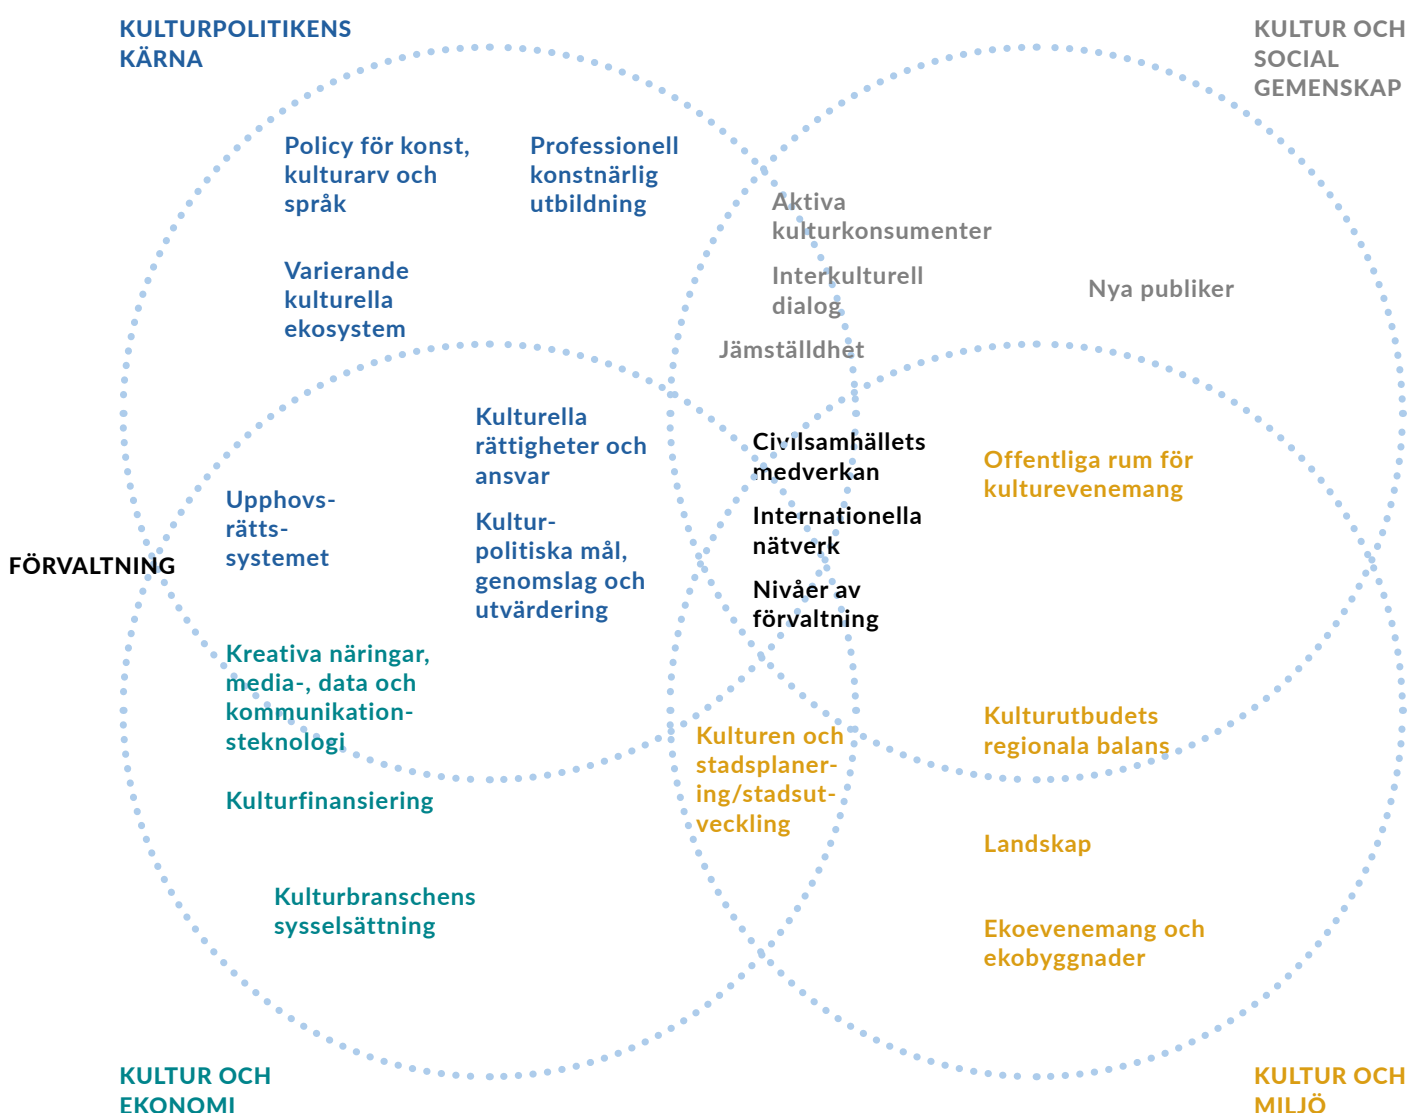 KULTURPOLITIKENS
KÄRNA
KULTUR OCH
SOCIAL
GEMENSKAP
Policy för konst,
kulturarv och
språk
Professionell
konstnärlig
utbildning
Varierande
kulturella
ekosystem
Aktiva
kulturkonsumenter
Interkulturell
dialog
Jämställdhet
Nya publiker
Kulturella
rättigheter och
ansvar
Upphovs-
rätts-
systemet
Kultur-
politiska mål,
genomslag och
utvärdering
Civilsamhällets
medverkan
Internationella
nätverk
Nivåer av
förvaltning
Offentliga rum för
kulturevenemang
FÖRVALTNING
Kreativa näringar,
media-, data och
kommunikation-
steknologi
Kulturfinansiering
Kulturbranschens
sysselsättning
Kulturen och
stadsplaner-
ing/stadsut-
veckling
Kulturutbudets
regionala balans
Landskap
Ekoevenemang och
ekobyggnader
KULTUR OCH
EKONOMI
KULTUR OCH
MILJÖ